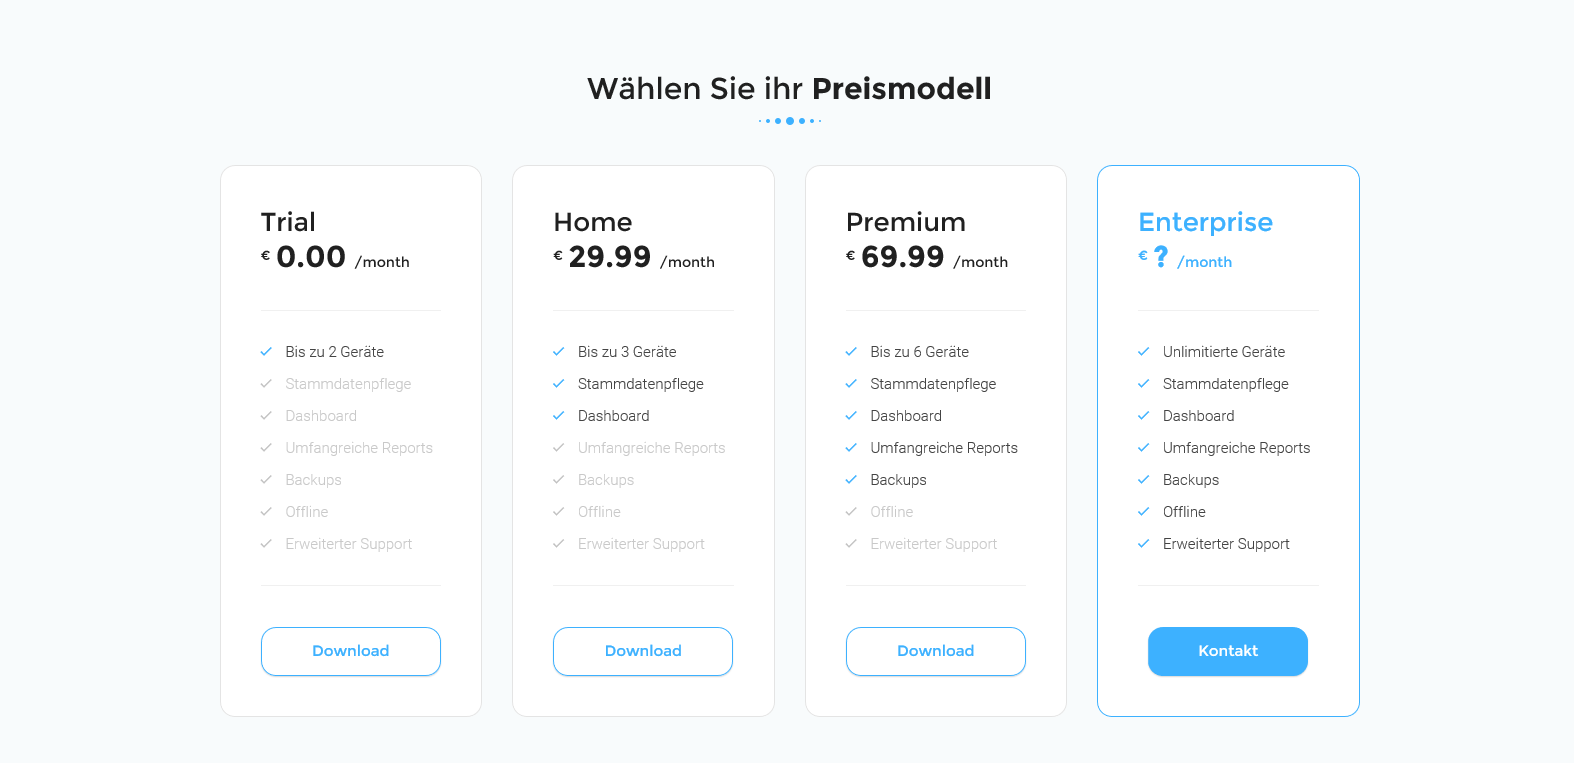 Wählen Sie ihr Preismodell
Trial
€ 0.00 /month
Bis zu 2 Geräte
Stammdatenpflege
Dashboard
Umfangreiche Reports
Backups
Offline
Erweiterter Support
Download
Home
€ 29.99 /month
Bis zu 3 Geräte
Stammdatenpflege
Dashboard
Umfangreiche Reports
Backups
Offline
Erweiterter Support
Download
Premium
€ 69.99 /month
Bis zu 6 Geräte
Stammdatenpflege
Dashboard
Umfangreiche Reports
Backups
Offline
Erweiterter Support
Download
Enterprise
€ ? /month
Unlimitierte Geräte
Stammdatenpflege
Dashboard
Umfangreiche Reports
Backups
Offline
Erweiterter Support
Kontakt